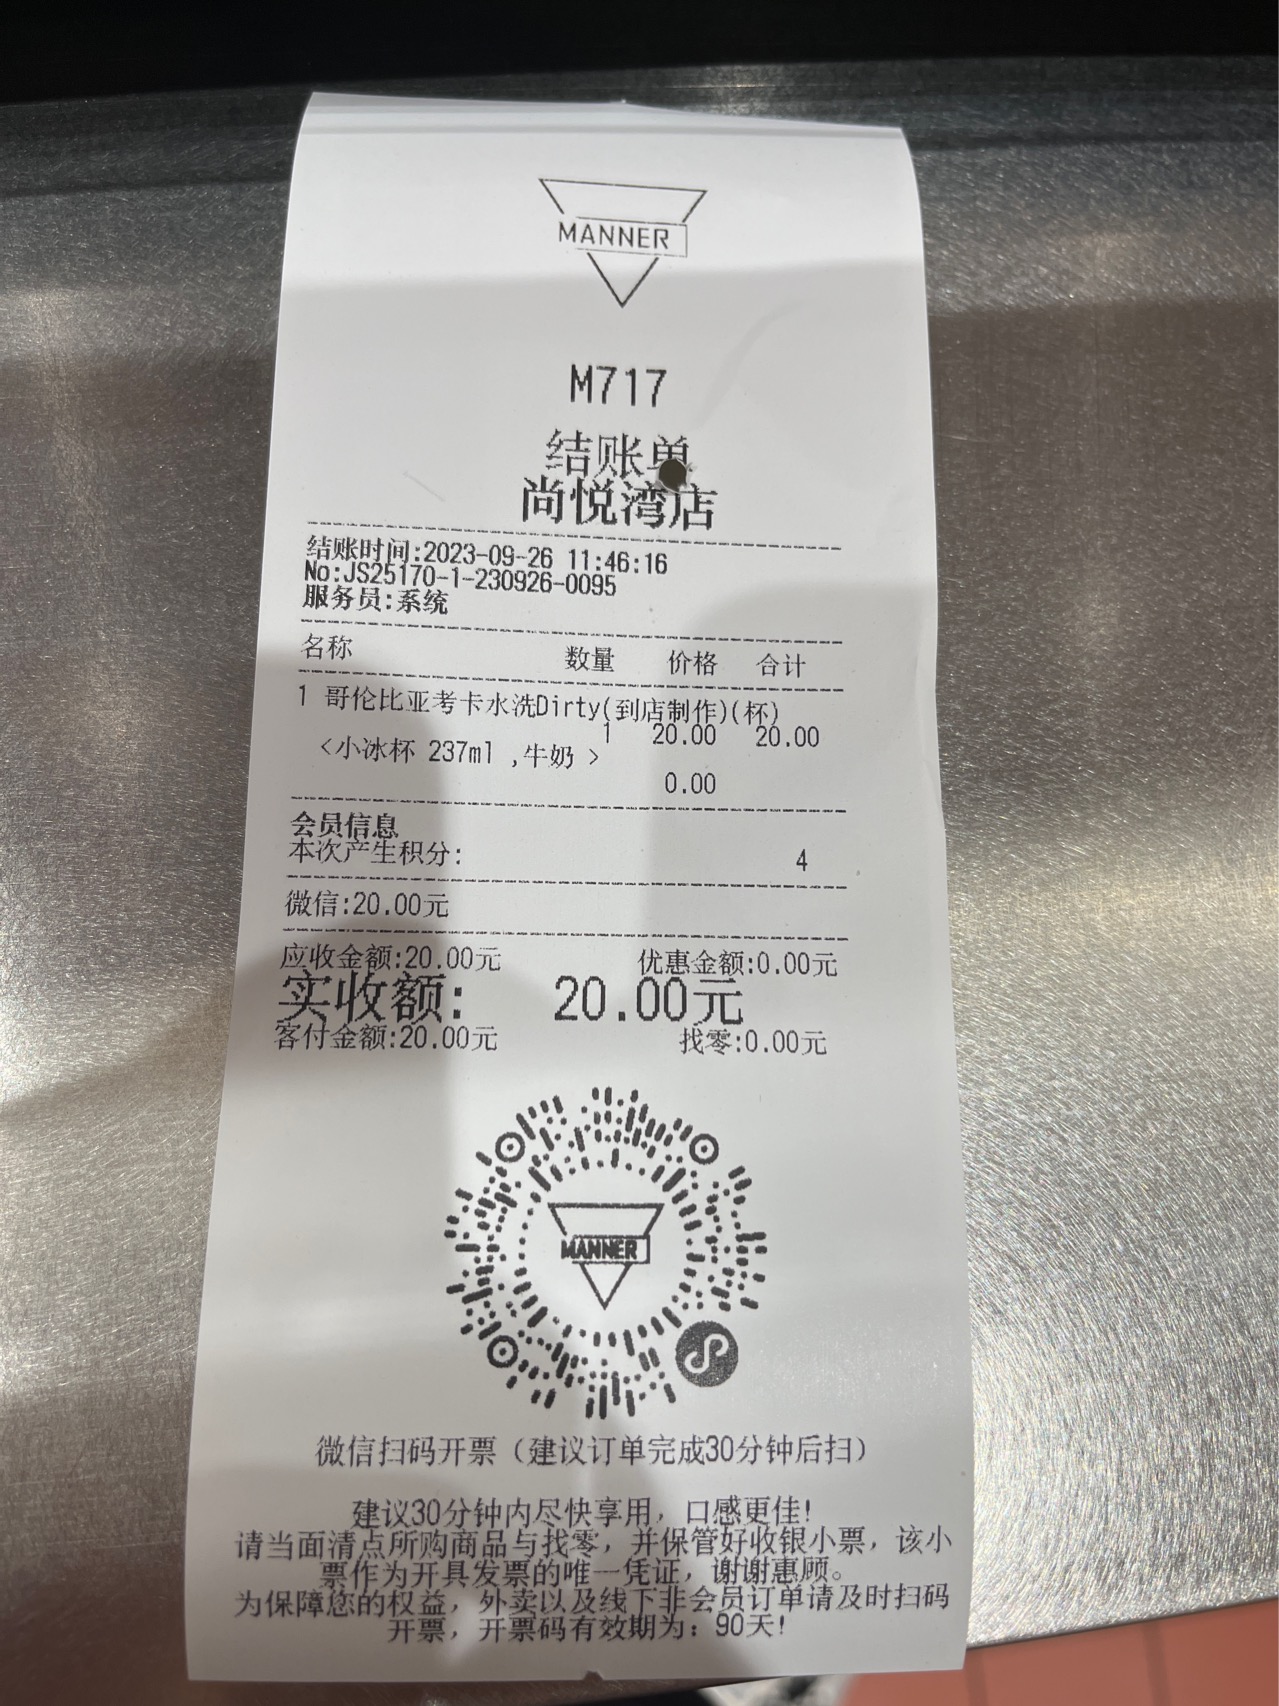 MANNER
M717
结账单
尚悦湾店
结账时间:2023-09-26 11:46:16
No:JS25170-1-230926-0095
服务员:系统
名称 数量 价格 合计
1 哥伦比亚考卡水洗Dirty(到店制作)(杯)
1 20.00 20.00
<小冰杯 237ml ,牛奶 >
0.00
会员信息
本次产生积分: 4
微信:20.00元
应收金额:20.00元 优惠金额:0.00元
实收额: 20.00元
客付金额:20.00元 找零:0.00元
MANNER
微信扫码开票（建议订单完成30分钟后扫）
建议30分钟内尽快享用，口感更佳!
请当面清点所购商品与找零，并保管好收银小票，该小
票作为开具发票的唯一凭证，谢谢惠顾。
为保障您的权益，外卖以及线下非会员订单请及时扫码
开票，开票码有效期为：90天!